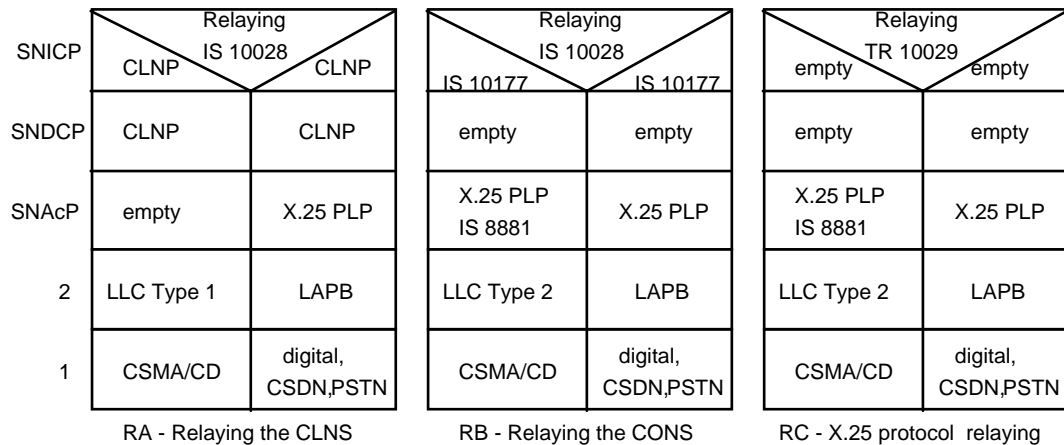 Relaying Relaying Relaying
SNICP IS 10028 IS 10028 TR 10029
CLNP CLNP IS 10177 IS 10177 empty empty
SNDCP CLNP CLNP empty empty empty empty
SNAcP empty X.25 PLP X.25 PLP IS 8881 X.25 PLP X.25 PLP IS 8881 X.25 PLP
2 LLC Type 1 LAPB LLC Type 2 LAPB LLC Type 2 LAPB
1 CSMA/CD digital, CSDN,PSTN CSMA/CD digital, CSDN,PSTN CSMA/CD digital, CSDN,PSTN
RA - Relaying the CLNS RB - Relaying the CONS RC - X.25 protocol relaying